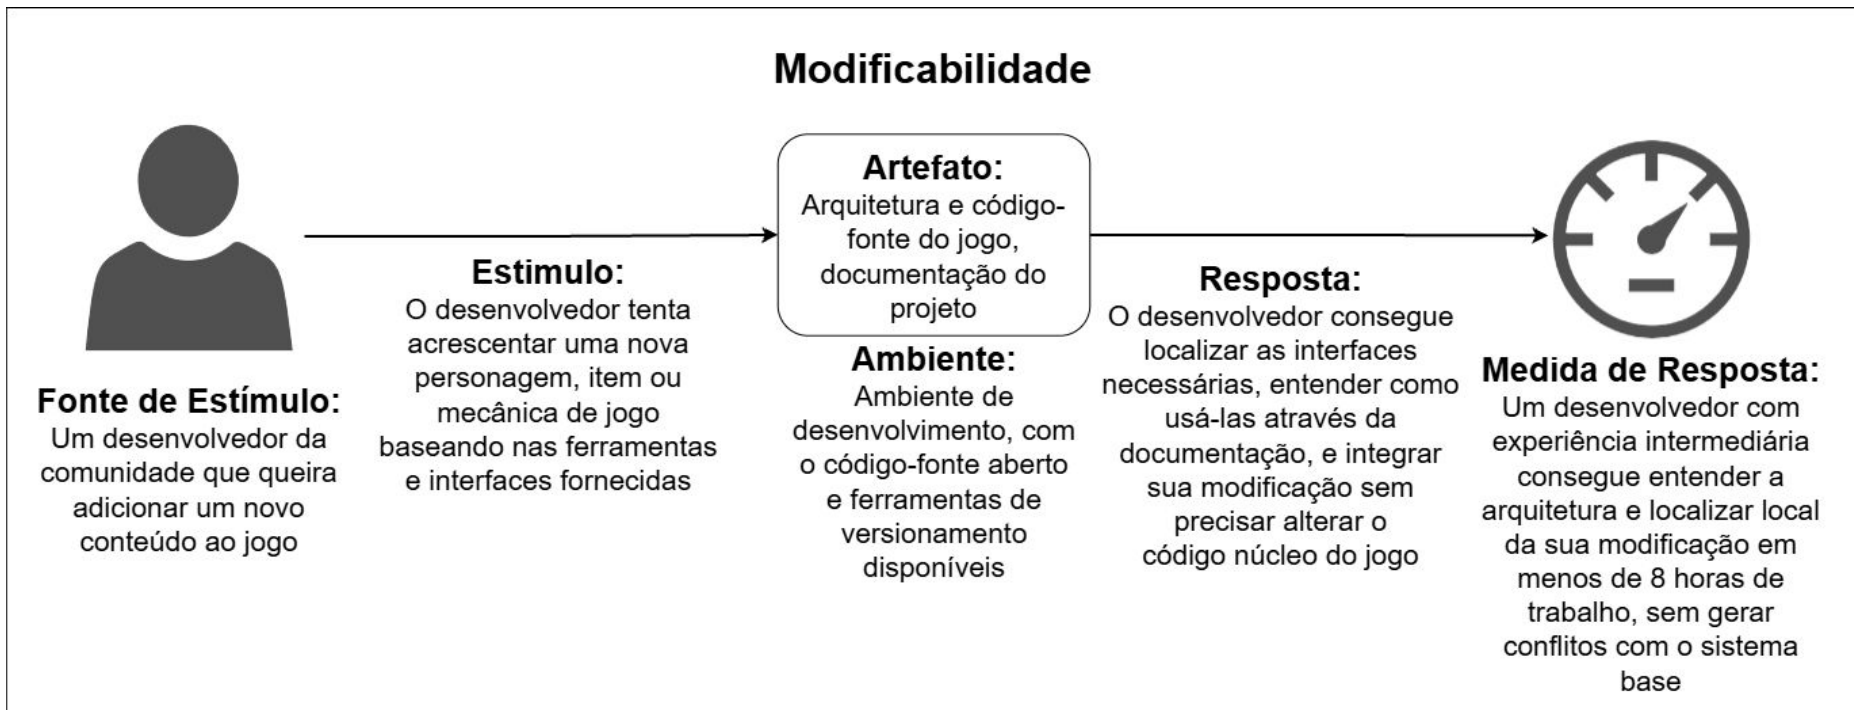 Modificabilidade
Fonte de Estímulo:
Um desenvolvedor da
comunidade que queira
adicionar um novo
conteúdo ao jogo
Estimulo:
O desenvolvedor tenta
acrescentar uma nova
personagem, item ou
mecânica de jogo
baseando nas ferramentas
e interfaces fornecidas
Artefato:
Arquitetura e código-
fonte do jogo,
documentação do
projeto
Ambiente:
Ambiente de
desenvolvimento, com
o código-fonte aberto
e ferramentas de
versionamento
disponíveis
Resposta:
O desenvolvedor consegue
localizar as interfaces
necessárias, entender como
usá-las através da
documentação, e integrar
sua modificação sem
precisar alterar o
código núcleo do jogo
Medida de Resposta:
Um desenvolvedor com
experiência intermediária
consegue entender a
arquitetura e localizar local
da sua modificação em
menos de 8 horas de
trabalho, sem gerar
conflitos com o sistema
base